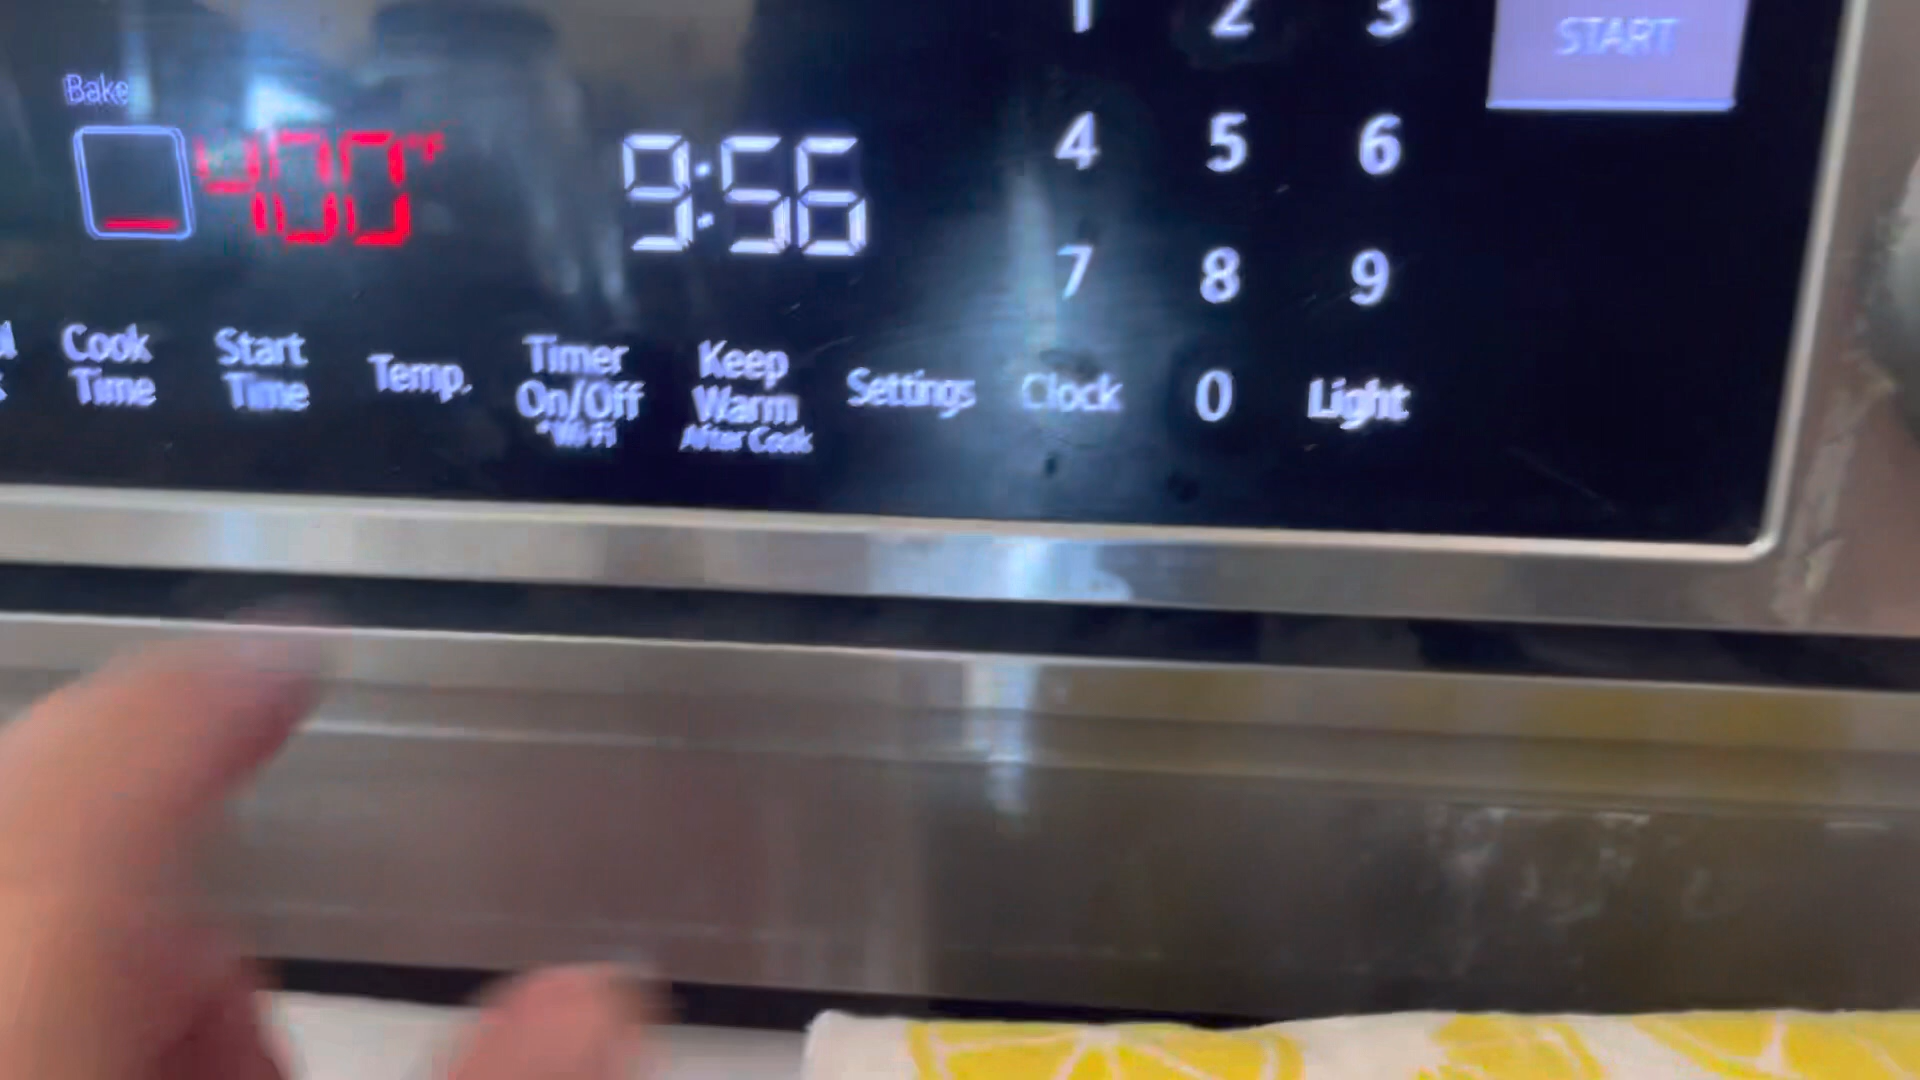 1 2 3
START
Bake
400°F
9:56
4 5 6
7 8 9
Cook
Time
Start
Time
Temp.
Timer
On/Off
*Wi-Fi
Keep
Warm
After Cook
Settings
Clock
0
Light